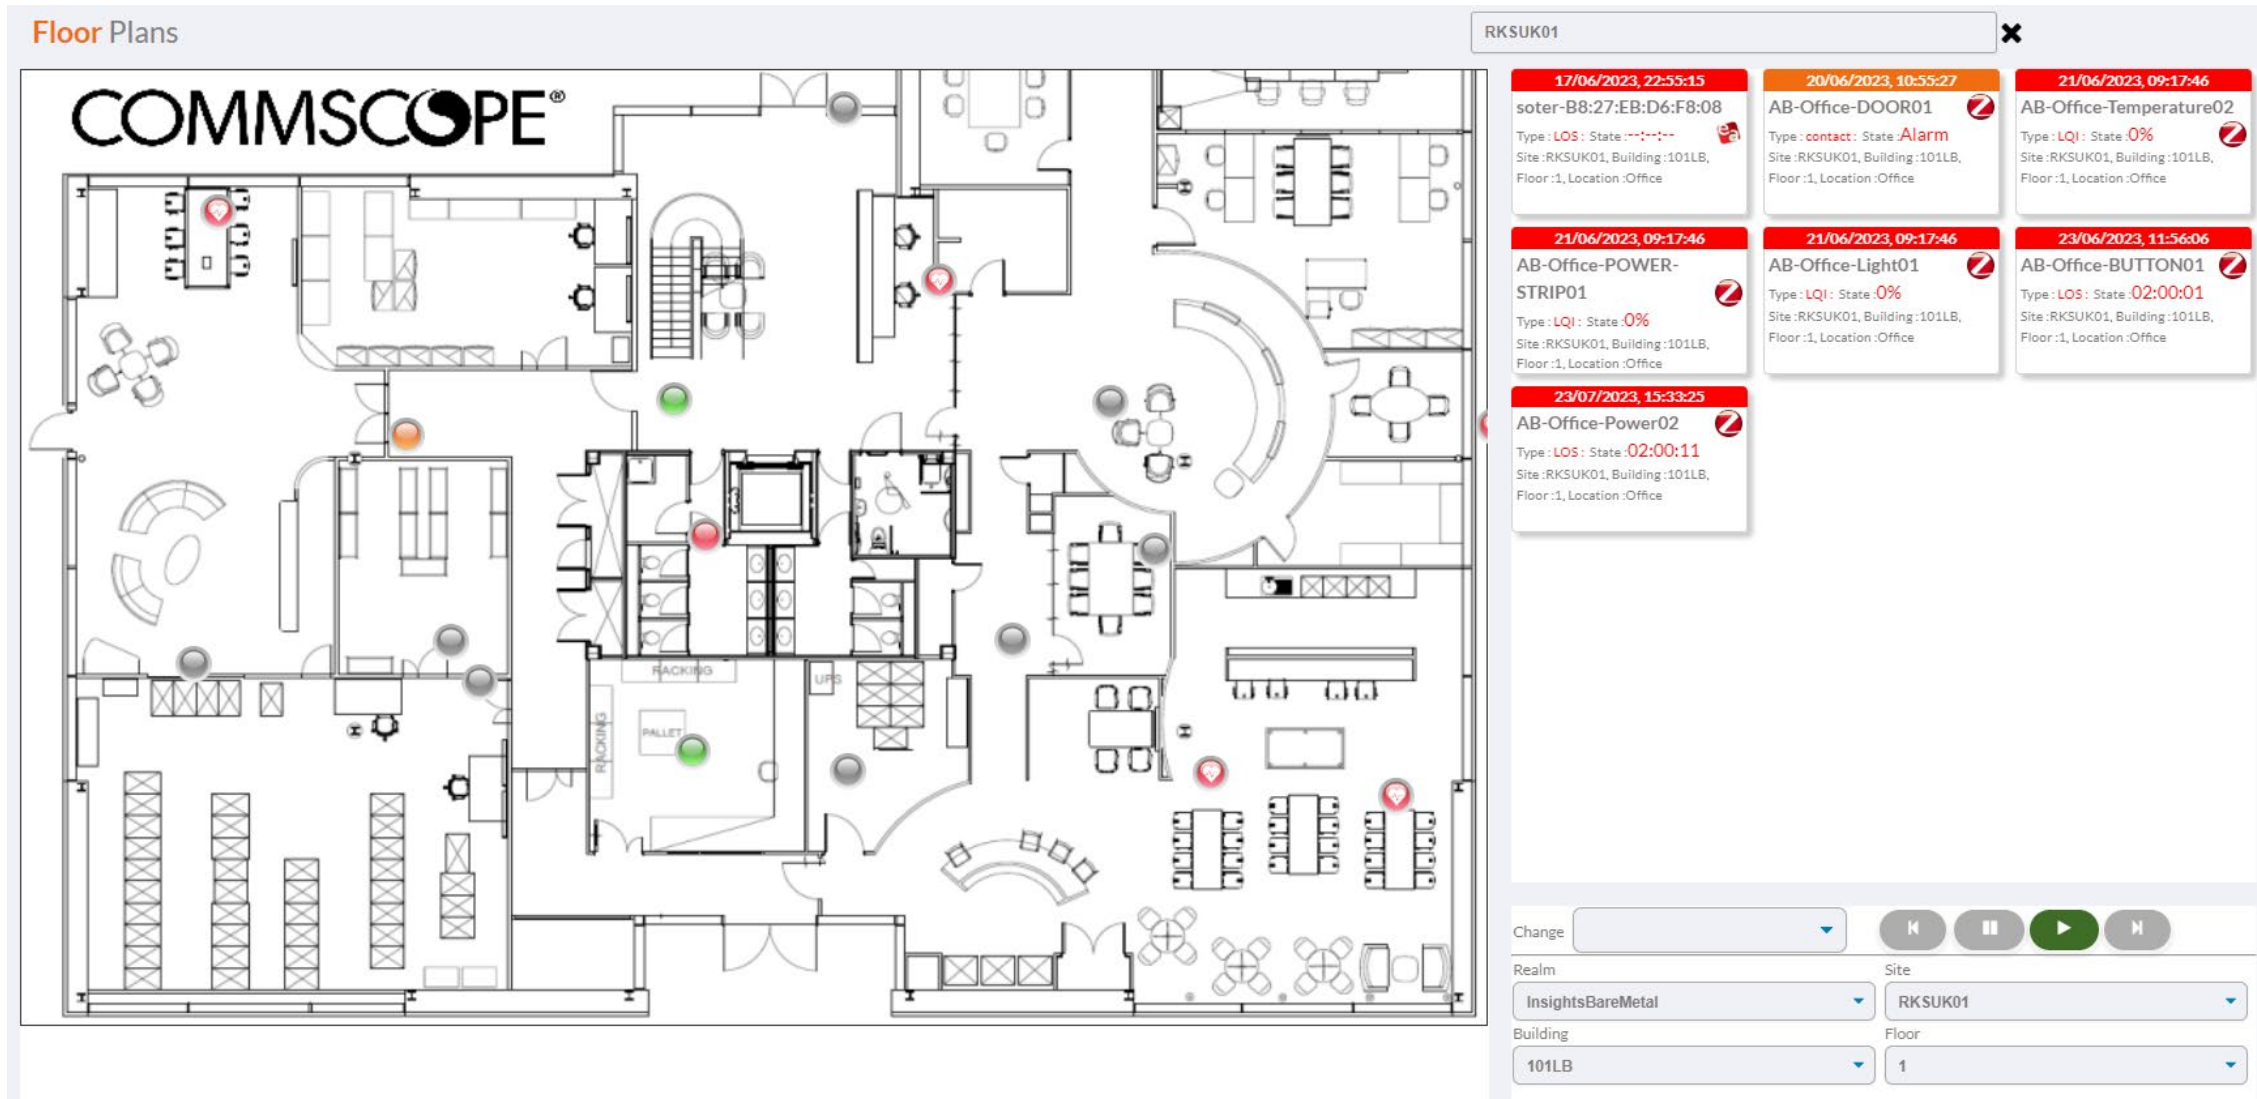 Floor Plans
RKSUK01
COMMSCOPE®
RACKING
UPS
RACKING
PALLET
17/06/2023, 22:55:15
soter-B8:27:EB:D6:F8:08
Type : LOS : State :--:--:--
Site :RKSUK01, Building :101LB,
Floor :1, Location :Office
20/06/2023, 10:55:27
AB-Office-DOOR01
Type : contact : State :Alarm
Site :RKSUK01, Building :101LB,
Floor :1, Location :Office
21/06/2023, 09:17:46
AB-Office-Temperature02
Type : LQI : State :0%
Site :RKSUK01, Building :101LB,
Floor :1, Location :Office
21/06/2023, 09:17:46
AB-Office-POWER-
STRIP01
Type : LQI : State :0%
Site :RKSUK01, Building :101LB,
Floor :1, Location :Office
21/06/2023, 09:17:46
AB-Office-Light01
Type : LQI : State :0%
Site :RKSUK01, Building :101LB,
Floor :1, Location :Office
23/06/2023, 11:56:06
AB-Office-BUTTON01
Type : LOS : State :02:00:01
Site :RKSUK01, Building :101LB,
Floor :1, Location :Office
23/07/2023, 15:33:25
AB-Office-Power02
Type : LOS : State :02:00:11
Site :RKSUK01, Building :101LB,
Floor :1, Location :Office
Change
Realm
Site
InsightsBareMetal
RKSUK01
Building
Floor
101LB
1